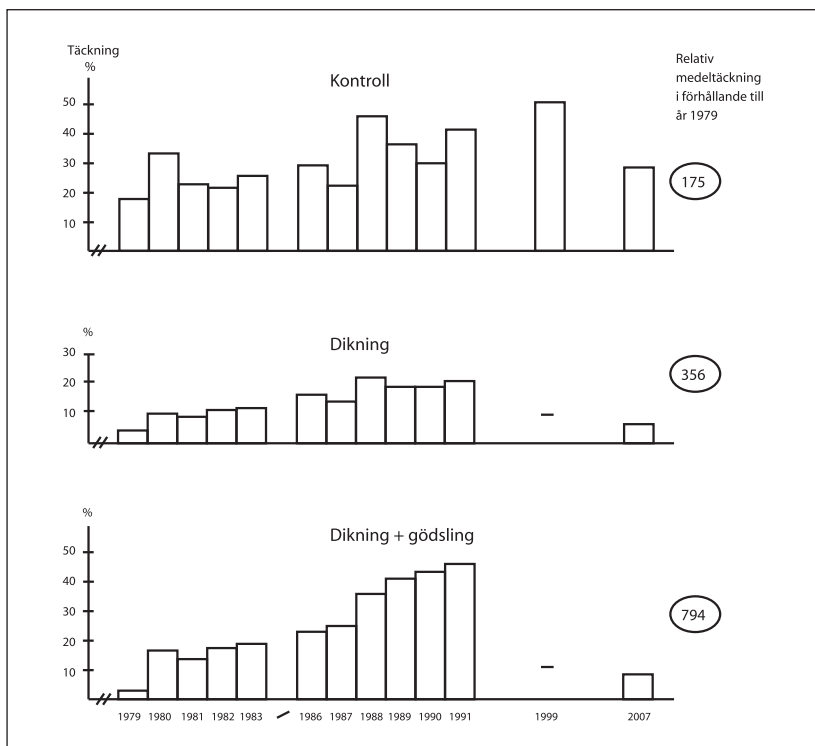 Täckning
%
Kontroll
Relativ
medeltäckning
i förhållande till
år 1979
50
40
30
20
10
175
%
Dikning
30
20
10
356
%
Dikning + gödsling
50
40
30
20
10
794
1979 1980 1981 1982 1983 1986 1987 1988 1989 1990 1991 1999 2007